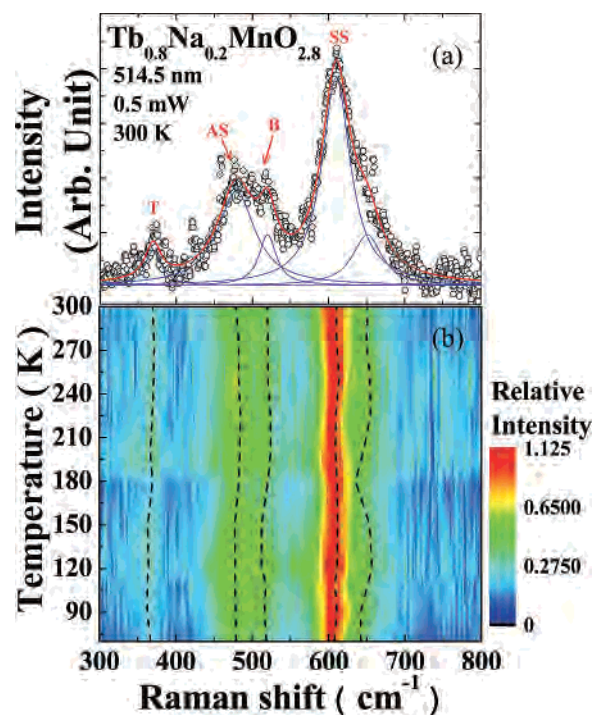 Tb0.8Na0.2MnO2.8
SS
(a)
514.5 nm
0.5 mW
300 K
AS
B
T
Intensity
(Arb. Unit)
(b)
300
270
240
210
180
150
120
90
Temperature ( K )
Relative
Intensity
1.125
0.6500
0.2750
0
300 400 500 600 700 800
Raman shift ( cm-1 )